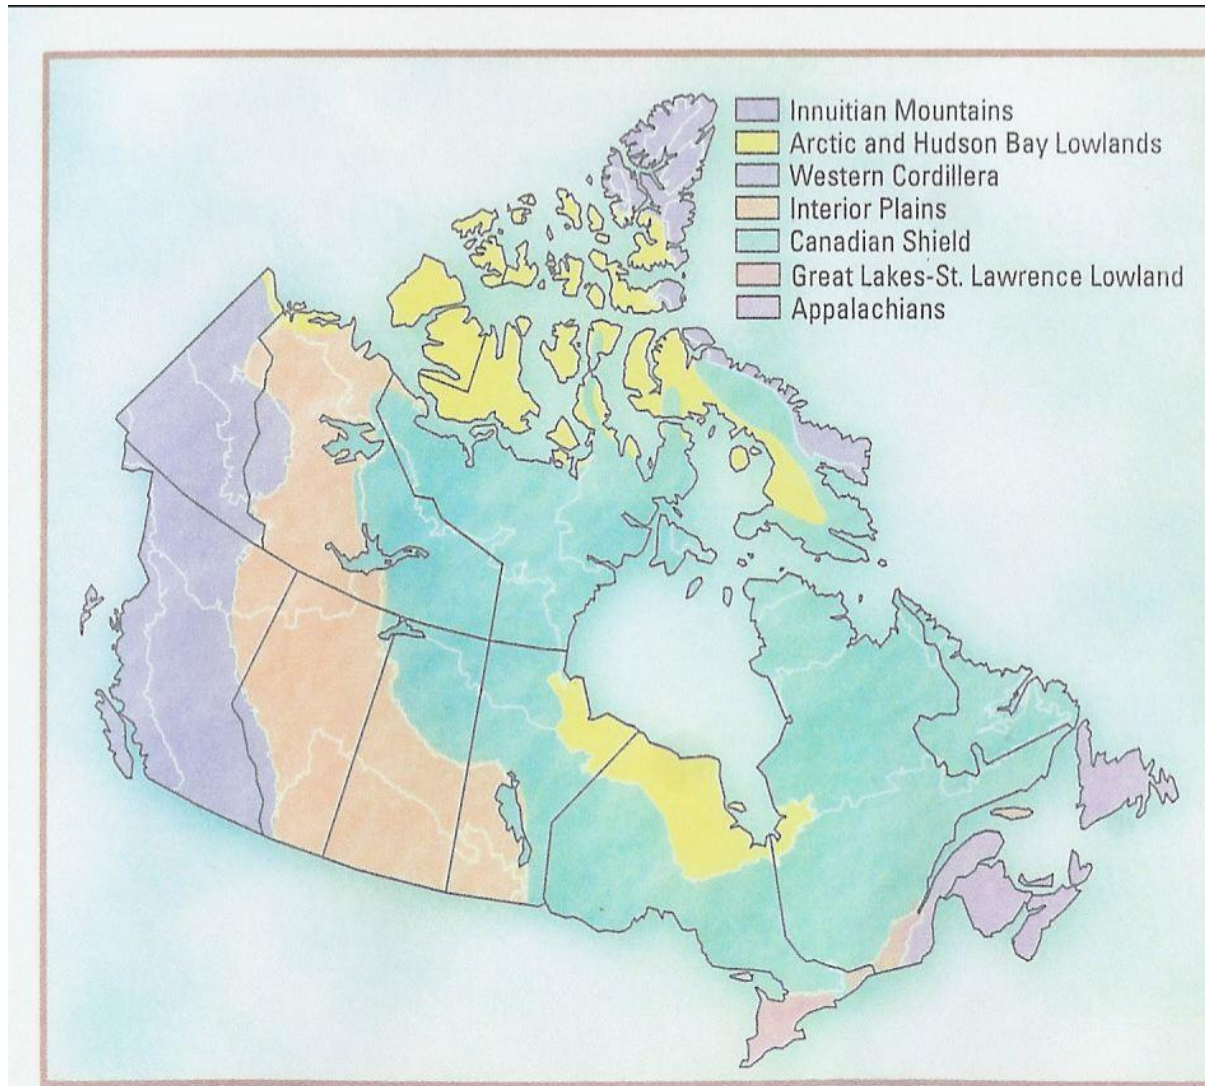 Innuitian Mountains
Arctic and Hudson Bay Lowlands
Western Cordillera
Interior Plains
Canadian Shield
Great Lakes-St. Lawrence Lowland
Appalachians